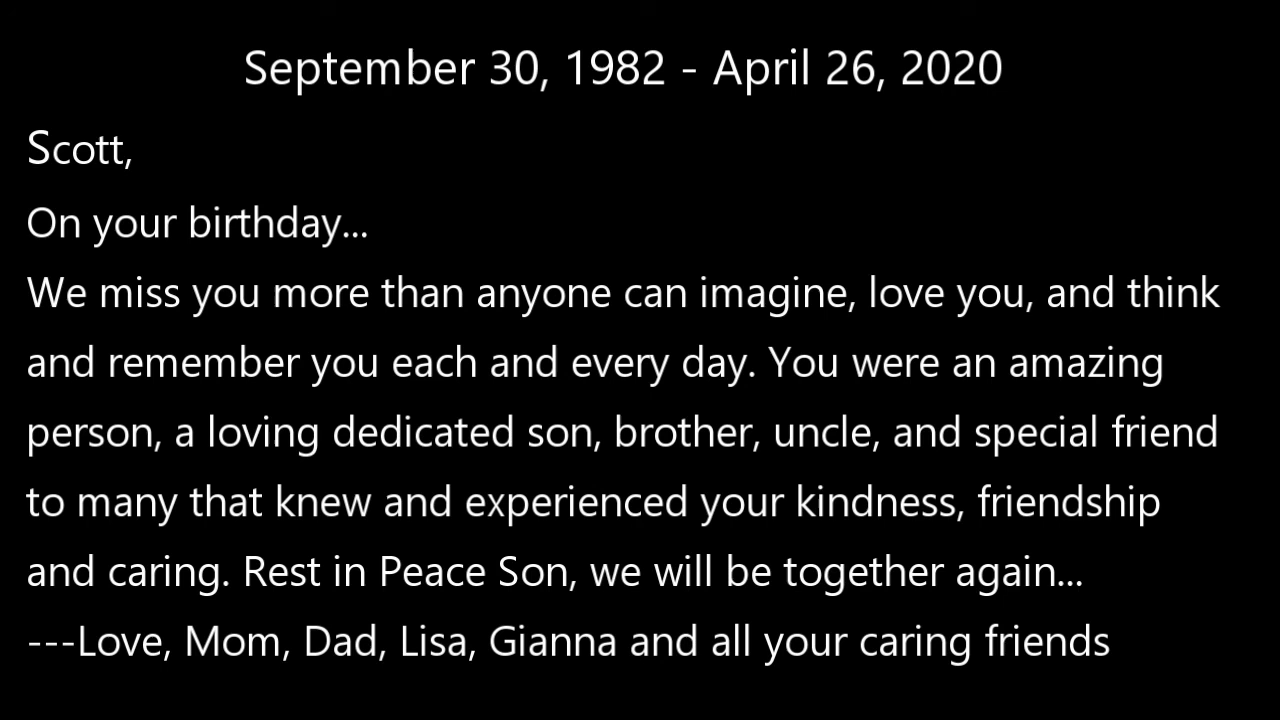 September 30, 1982 - April 26, 2020
Scott,
On your birthday...
We miss you more than anyone can imagine, love you, and think
and remember you each and every day. You were an amazing
person, a loving dedicated son, brother, uncle, and special friend
to many that knew and experienced your kindness, friendship
and caring. Rest in Peace Son, we will be together again...
---Love, Mom, Dad, Lisa, Gianna and all your caring friends